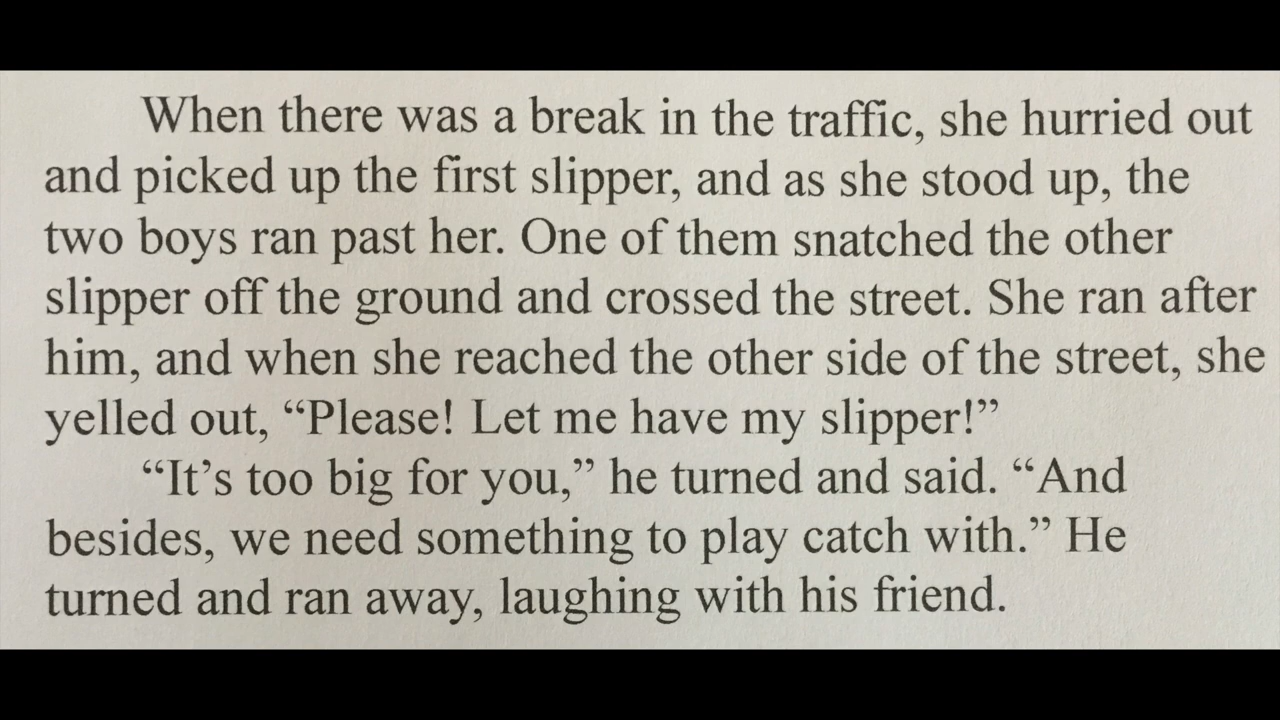 When there was a break in the traffic, she hurried out
and picked up the first slipper, and as she stood up, the
two boys ran past her. One of them snatched the other
slipper off the ground and crossed the street. She ran after
him, and when she reached the other side of the street, she
yelled out, “Please! Let me have my slipper!”
“It’s too big for you,” he turned and said. “And
besides, we need something to play catch with.” He
turned and ran away, laughing with his friend.